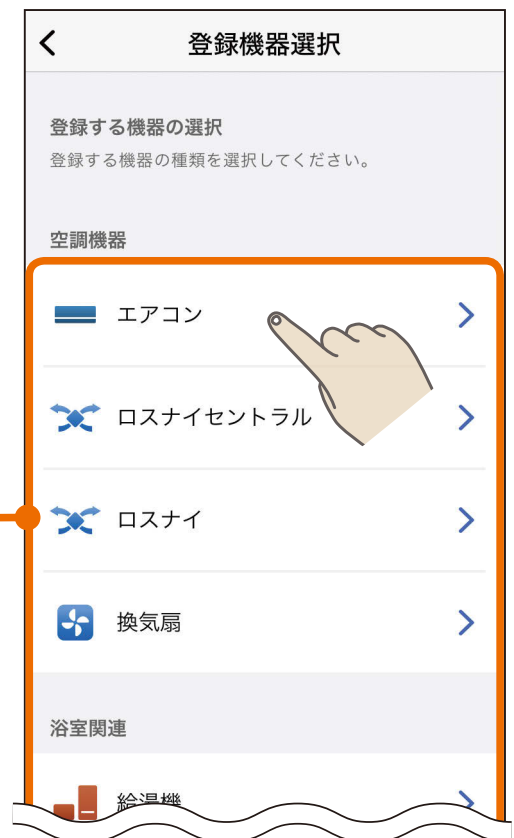 登録機器選択
登録する機器の選択
登録する機器の種類を選択してください。
空調機器
エアコン
ロスナイセントラル
ロスナイ
換気扇
浴室関連
給湯機